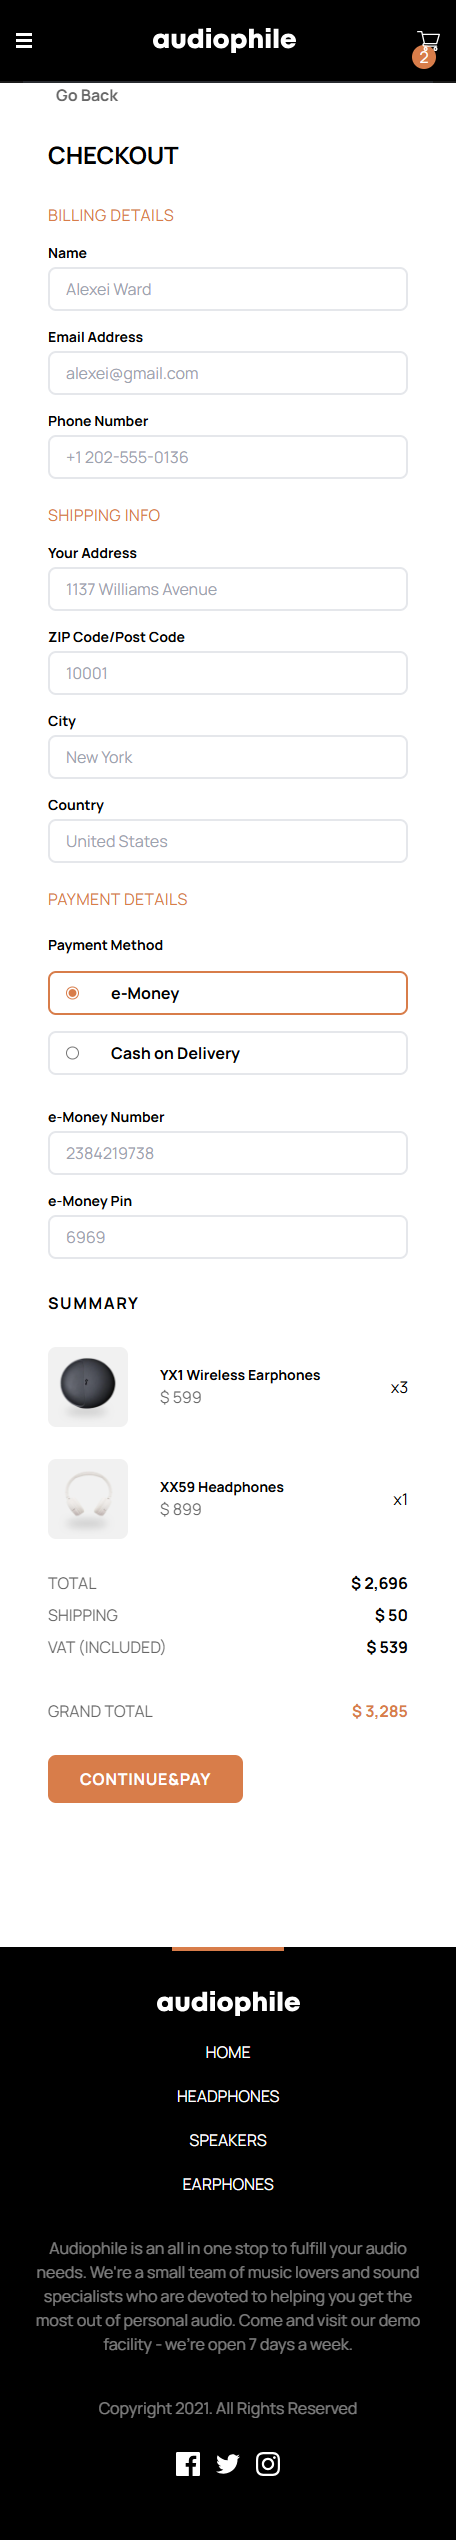 audiophile
2
Go Back
CHECKOUT
BILLING DETAILS
Name
Alexei Ward
Email Address
alexei@gmail.com
Phone Number
+1 202-555-0136
SHIPPING INFO
Your Address
1137 Williams Avenue
ZIP Code/Post Code
10001
City
New York
Country
United States
PAYMENT DETAILS
Payment Method
e-Money
Cash on Delivery
e-Money Number
2384219738
e-Money Pin
6969
SUMMARY
YX1 Wireless Earphones
$ 599
x3
XX59 Headphones
$ 899
x1
TOTAL $ 2,696
SHIPPING $ 50
VAT (INCLUDED) $ 539
GRAND TOTAL $ 3,285
CONTINUE&PAY
audiophile
HOME
HEADPHONES
SPEAKERS
EARPHONES
Audiophile is an all in one stop to fulfill your audio
needs. We're a small team of music lovers and sound
specialists who are devoted to helping you get the
most out of personal audio. Come and visit our demo
facility - we're open 7 days a week.
Copyright 2021. All Rights Reserved